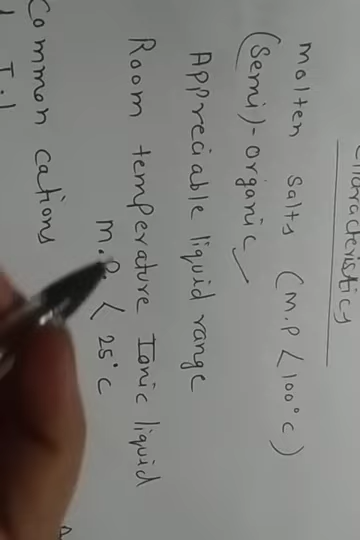 Characteristics
molten salts (M.P < 100°C)
(Semi)-organic ✓
Appreciable liquid range
Room temperature Ionic liquid
M.P. < 25°C
Common cations